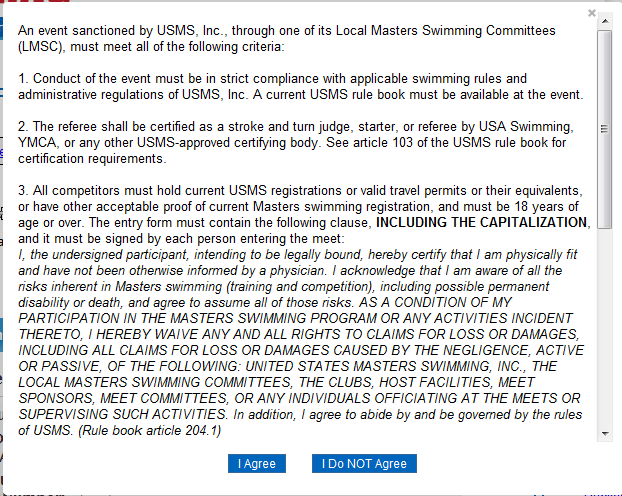 An event sanctioned by USMS, Inc., through one of its Local Masters Swimming Committees
(LMSC), must meet all of the following criteria:
1. Conduct of the event must be in strict compliance with applicable swimming rules and
administrative regulations of USMS, Inc. A current USMS rule book must be available at the event.
2. The referee shall be certified as a stroke and turn judge, starter, or referee by USA Swimming,
YMCA, or any other USMS-approved certifying body. See article 103 of the USMS rule book for
certification requirements.
3. All competitors must hold current USMS registrations or valid travel permits or their equivalents,
or have other acceptable proof of current Masters swimming registration, and must be 18 years of
age or over. The entry form must contain the following clause, INCLUDING THE CAPITALIZATION,
and it must be signed by each person entering the meet:
I, the undersigned participant, intending to be legally bound, hereby certify that I am physically fit
and have not been otherwise informed by a physician. I acknowledge that I am aware of all the
risks inherent in Masters swimming (training and competition), including possible permanent
disability or death, and agree to assume all of those risks. AS A CONDITION OF MY
PARTICIPATION IN THE MASTERS SWIMMING PROGRAM OR ANY ACTIVITIES INCIDENT
THERETO, I HEREBY WAIVE ANY AND ALL RIGHTS TO CLAIMS FOR LOSS OR DAMAGES,
INCLUDING ALL CLAIMS FOR LOSS OR DAMAGES CAUSED BY THE NEGLIGENCE, ACTIVE
OR PASSIVE, OF THE FOLLOWING: UNITED STATES MASTERS SWIMMING, INC., THE
LOCAL MASTERS SWIMMING COMMITTEES, THE CLUBS, HOST FACILITIES, MEET
SPONSORS, MEET COMMITTEES, OR ANY INDIVIDUALS OFFICIATING AT THE MEETS OR
SUPERVISING SUCH ACTIVITIES. In addition, I agree to abide by and be governed by the rules
of USMS. (Rule book article 204.1)
I Agree I Do NOT Agree